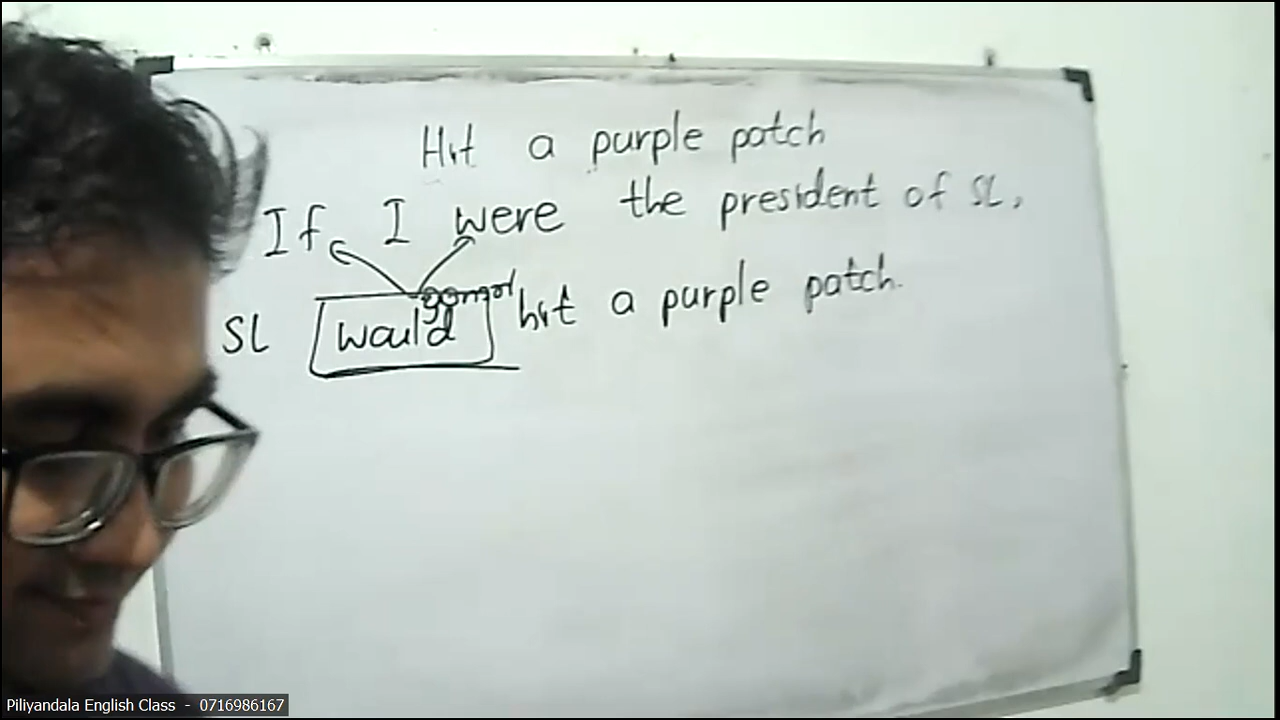 Hit a purple patch
If I were the president of SL,
SL would hit a purple patch.
Piliyandala English Class - 0716986167